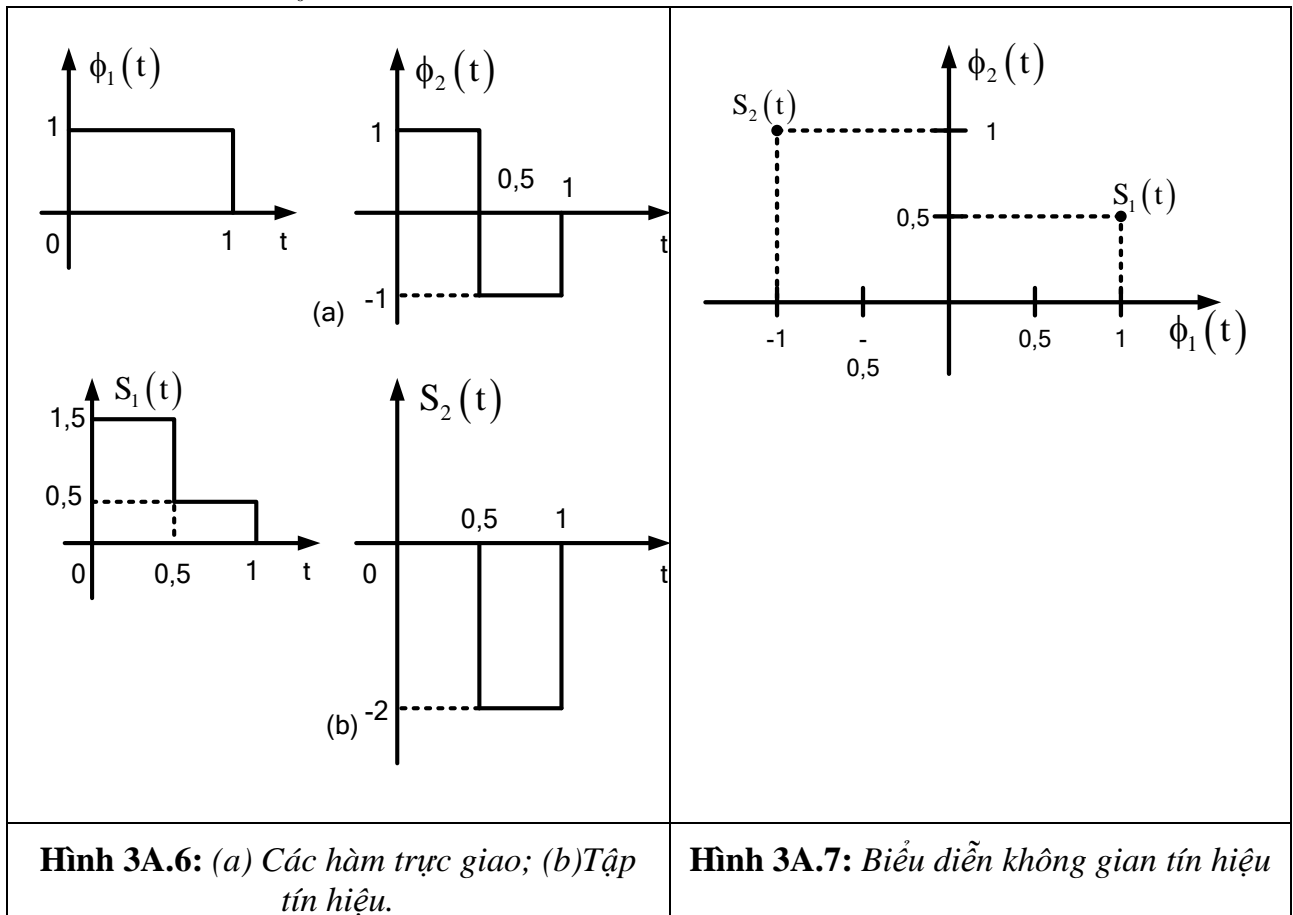 ϕ₁(t)
1
0
1
t
ϕ₂(t)
1
0,5
1
t
-1
(a)
S₁(t)
1,5
0,5
0
0,5
1
t
S₂(t)
0,5
1
0
t
-2
(b)
ϕ₂(t)
S₂(t)
1
S₁(t)
0,5
-1
-
0,5
0,5
1
ϕ₁(t)
Hình 3A.6: (a) Các hàm trực giao; (b)Tập
tín hiệu.
Hình 3A.7: Biểu diễn không gian tín hiệu